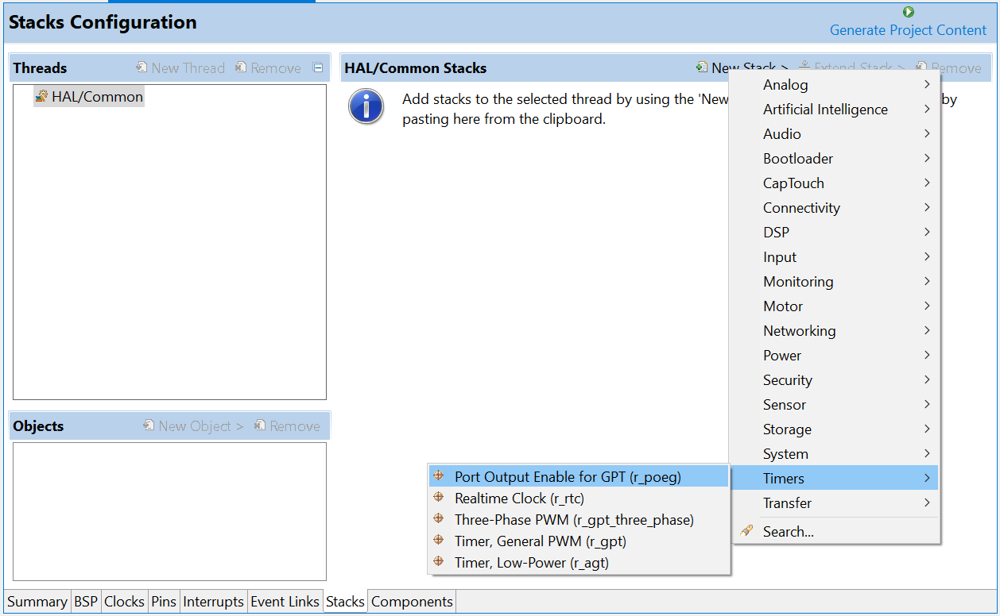 Stacks Configuration
Generate Project Content
Threads
New Thread
Remove
HAL/Common
HAL/Common Stacks
New Stack >
Extend Stack >
Remove
Add stacks to the selected thread by using the 'New
by
pasting here from the clipboard.
Analog
Artificial Intelligence
Audio
Bootloader
CapTouch
Connectivity
DSP
Input
Monitoring
Motor
Networking
Power
Security
Sensor
Storage
System
Timers
Transfer
Search...
Port Output Enable for GPT (r_poeg)
Realtime Clock (r_rtc)
Three-Phase PWM (r_gpt_three_phase)
Timer, General PWM (r_gpt)
Timer, Low-Power (r_agt)
Objects
New Object >
Remove
Summary
BSP
Clocks
Pins
Interrupts
Event Links
Stacks
Components